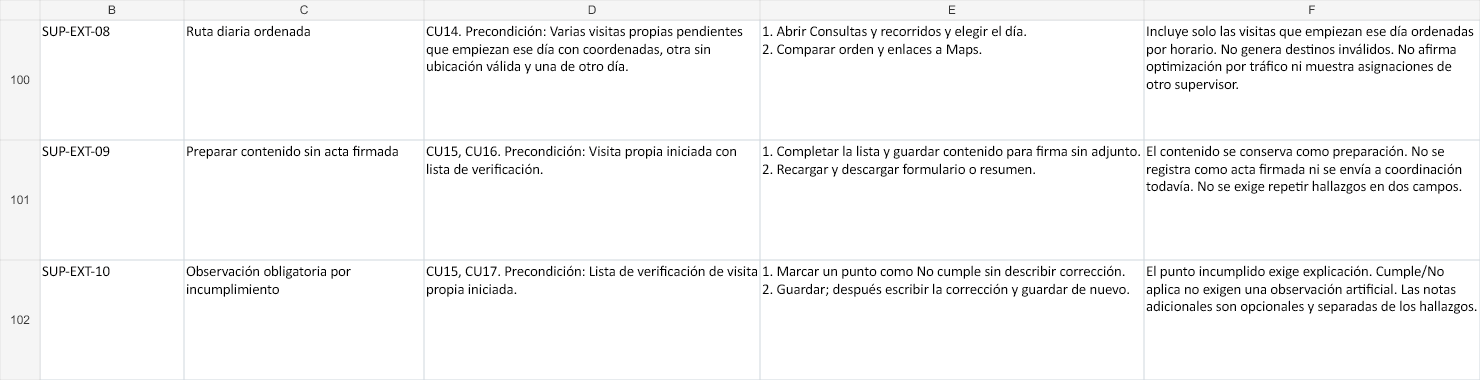 B C D E F
100
SUP-EXT-08
Ruta diaria ordenada
CU14. Precondición: Varias visitas propias pendientes
que empiezan ese día con coordenadas, otra sin
ubicación válida y una de otro día.
1. Abrir Consultas y recorridos y elegir el día.
2. Comparar orden y enlaces a Maps.
Incluye solo las visitas que empiezan ese día ordenadas
por horario. No genera destinos inválidos. No afirma
optimización por tráfico ni muestra asignaciones de
otro supervisor.
101
SUP-EXT-09
Preparar contenido sin acta firmada
CU15, CU16. Precondición: Visita propia iniciada con
lista de verificación.
1. Completar la lista y guardar contenido para firma sin adjunto.
2. Recargar y descargar formulario o resumen.
El contenido se conserva como preparación. No se
registra como acta firmada ni se envía a coordinación
todavía. No se exige repetir hallazgos en dos campos.
102
SUP-EXT-10
Observación obligatoria por
incumplimiento
CU15, CU17. Precondición: Lista de verificación de visita
propia iniciada.
1. Marcar un punto como No cumple sin describir corrección.
2. Guardar; después escribir la corrección y guardar de nuevo.
El punto incumplido exige explicación. Cumple/No
aplica no exigen una observación artificial. Las notas
adicionales son opcionales y separadas de los hallazgos.